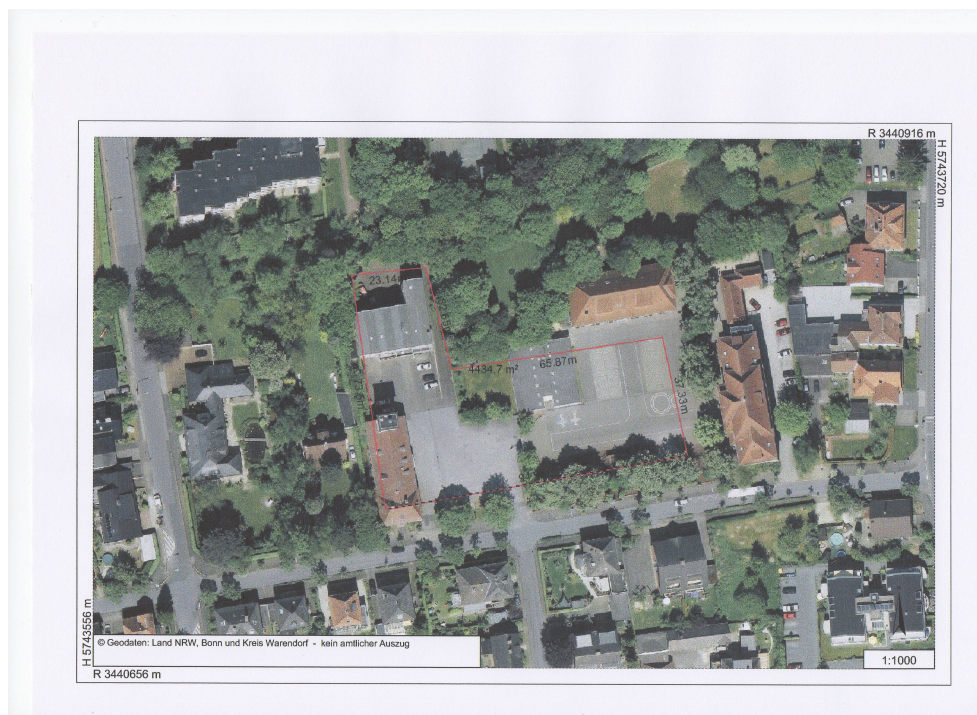 R 3440916 m
H 5743720 m
23.14
4434.7 m²
65.87m
37.33m
H 5743556 m
© Geodaten: Land NRW, Bonn und Kreis Warendorf - kein amtlicher Auszug
1:1000
R 3440656 m